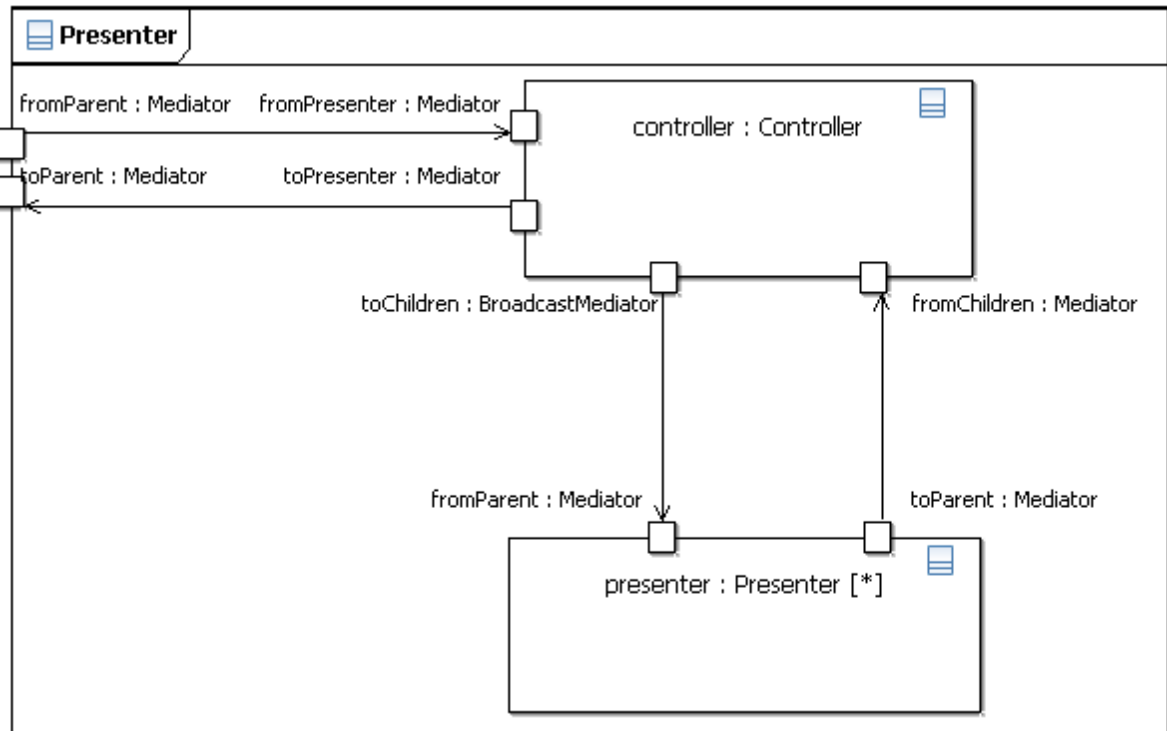 Presenter
fromParent : Mediator
fromPresenter : Mediator
controller : Controller
toParent : Mediator
toPresenter : Mediator
toChildren : BroadcastMediator
fromChildren : Mediator
fromParent : Mediator
toParent : Mediator
presenter : Presenter [*]